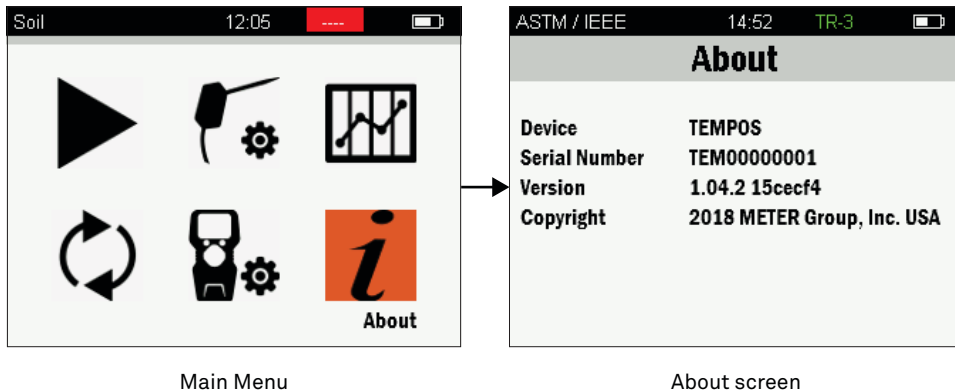 Soil 12:05 ----
About
Main Menu
ASTM / IEEE 14:52 TR-3
About
Device TEMPOS
Serial Number TEM00000001
Version 1.04.2 15cecf4
Copyright 2018 METER Group, Inc. USA
About screen